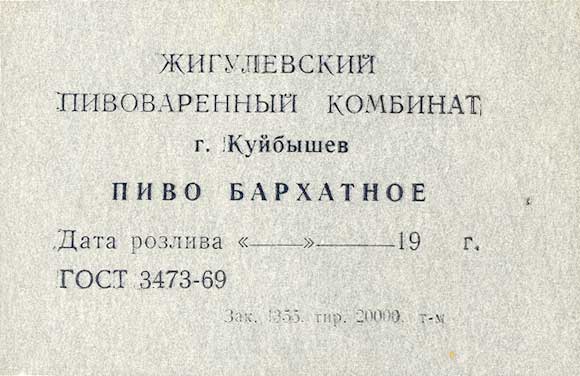 ЖИГУЛЕВСКИЙ
ПИВОВАРЕННЫЙ КОМБИНАТ
г. Куйбышев
ПИВО БАРХАТНОЕ
Дата розлива «——»———19 г.
ГОСТ 3473-69
Зак. 1355. тир. 20000. т-м